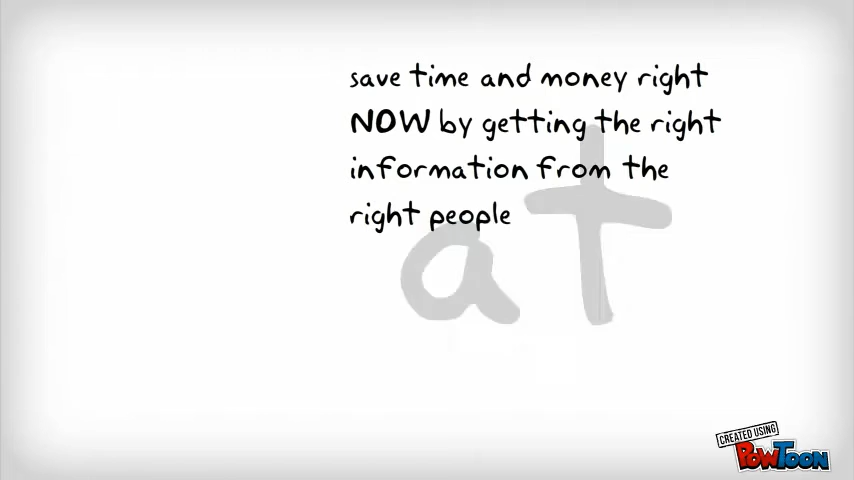 save time and money right
NOW by getting the right
information from the
right people
at
CREATED USING
POWTOON